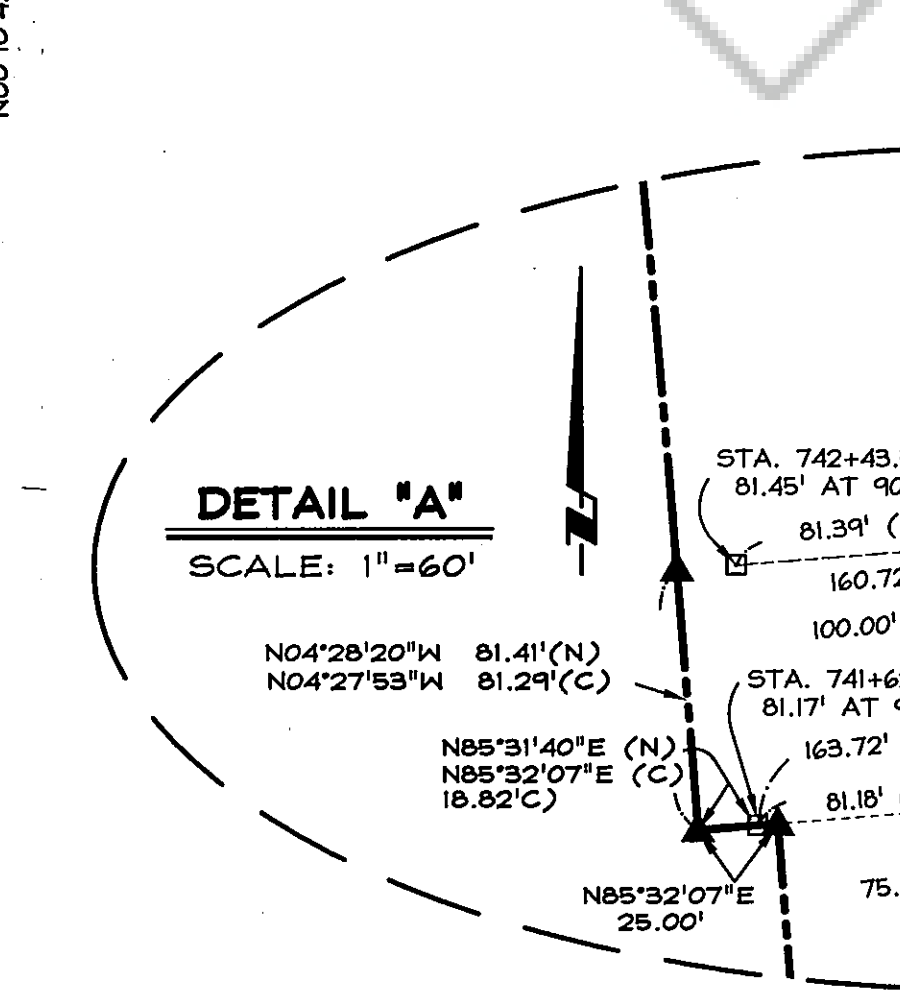 STA. 742+43.
81.45' AT 90
DETAIL "A"
81.39' (
SCALE: 1"=60'
160.72
100.00'
N04°28'20"W 81.41'(N)
N04°27'53"W 81.29'(C)
STA. 741+6
81.17' AT 9
N85°31'40"E (N)
163.72'
N85°32'07"E (C)
18.82'C)
81.18'
N85°32'07"E
75.
25.00'